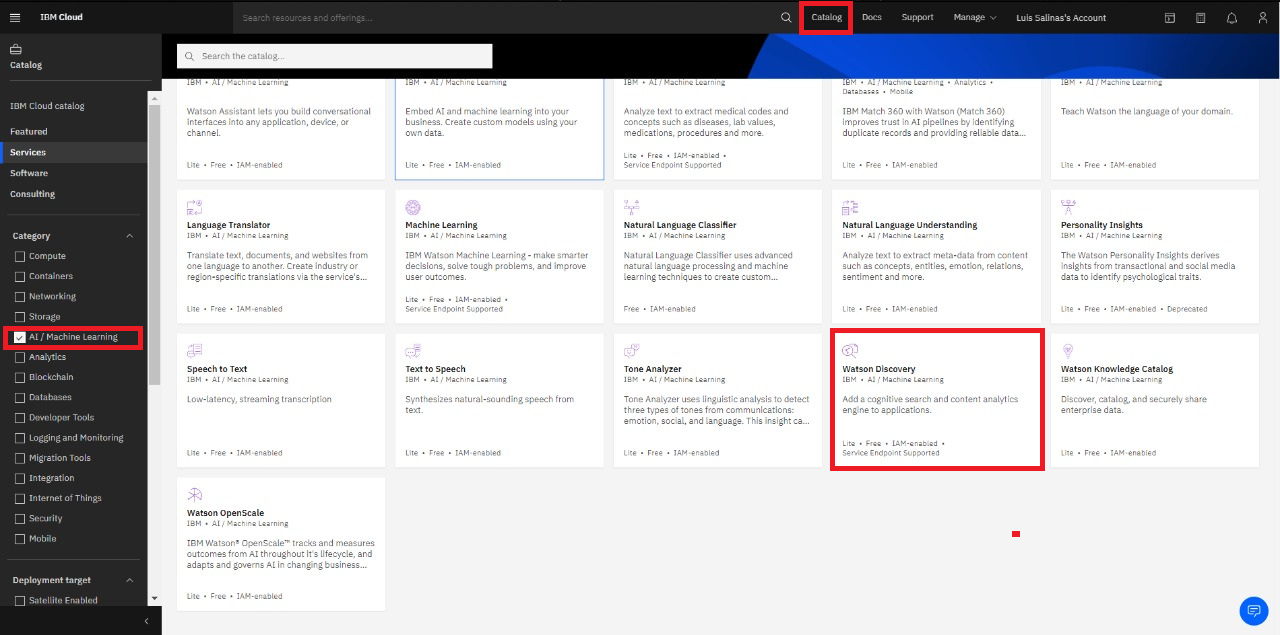 IBM Cloud
Search resources and offerings...
Catalog
Docs
Support
Manage
Luis Salinas's Account
Catalog
IBM Cloud catalog
Featured
Services
Software
Consulting
Category
Compute
Containers
Networking
Storage
AI / Machine Learning
Analytics
Blockchain
Databases
Developer Tools
Logging and Monitoring
Migration Tools
Integration
Internet of Things
Security
Mobile
Deployment target
Satellite Enabled
Search the catalog...
IBM • AI / Machine Learning
Watson Assistant lets you build conversational
interfaces into any application, device, or
channel.
Lite • Free • IAM-enabled
IBM • AI / Machine Learning
Embed AI and machine learning into your
business. Create custom models using your
own data.
Lite • Free • IAM-enabled
IBM • AI / Machine Learning
Analyze text to extract medical codes and
concepts such as diseases, lab values,
medications, procedures and more.
Lite • Free • IAM-enabled •
Service Endpoint Supported
IBM • AI / Machine Learning • Analytics •
Databases • Mobile
IBM Match 360 with Watson (Match 360)
improves trust in AI pipelines by identifying
duplicate records and providing reliable data...
Lite • Free • IAM-enabled
IBM • AI / Machine Learning
Teach Watson the language of your domain.
Lite • Free • IAM-enabled
Language Translator
IBM • AI / Machine Learning
Translate text, documents, and websites from
one language to another. Create industry or
region-specific translations via the service's...
Lite • Free • IAM-enabled
Machine Learning
IBM • AI / Machine Learning
IBM Watson Machine Learning - make smarter
decisions, solve tough problems, and improve
user outcomes.
Lite • Free • IAM-enabled •
Service Endpoint Supported
Natural Language Classifier
IBM • AI / Machine Learning
Natural Language Classifier uses advanced
natural language processing and machine
learning techniques to create custom...
Free • IAM-enabled
Natural Language Understanding
IBM • AI / Machine Learning
Analyze text to extract meta-data from content
such as concepts, entities, emotion, relations,
sentiment and more.
Lite • Free • IAM-enabled
Personality Insights
IBM • AI / Machine Learning
The Watson Personality Insights derives
insights from transactional and social media
data to identify psychological traits.
Lite • Free • IAM-enabled • Deprecated
Speech to Text
IBM • AI / Machine Learning
Low-latency, streaming transcription
Lite • Free • IAM-enabled
Text to Speech
IBM • AI / Machine Learning
Synthesizes natural-sounding speech from
text.
Lite • Free • IAM-enabled
Tone Analyzer
IBM • AI / Machine Learning
Tone Analyzer uses linguistic analysis to detect
three types of tones from communications:
emotion, social, and language. This insight ca...
Lite • Free • IAM-enabled
Watson Discovery
IBM • AI / Machine Learning
Add a cognitive search and content analytics
engine to applications.
Lite • Free • IAM-enabled •
Service Endpoint Supported
Watson Knowledge Catalog
IBM • AI / Machine Learning
Discover, catalog, and securely share
enterprise data.
Lite • Free • IAM-enabled
Watson OpenScale
IBM • AI / Machine Learning
IBM Watson® OpenScale™ tracks and measures
outcomes from AI throughout it's lifecycle, and
adapts and governs AI in changing business...
Lite • Free • IAM-enabled